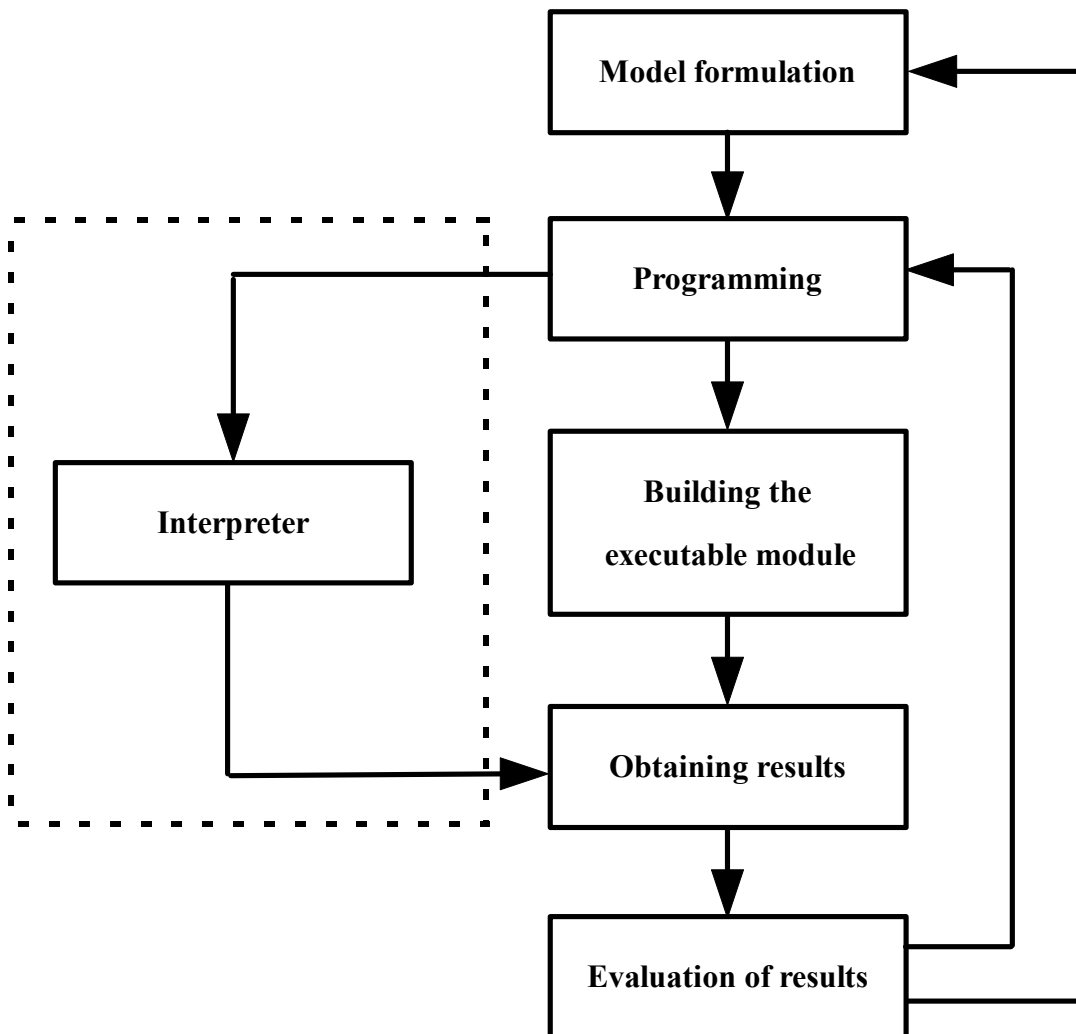 Model formulation
Programming
Interpreter
Building the
executable module
Obtaining results
Evaluation of results